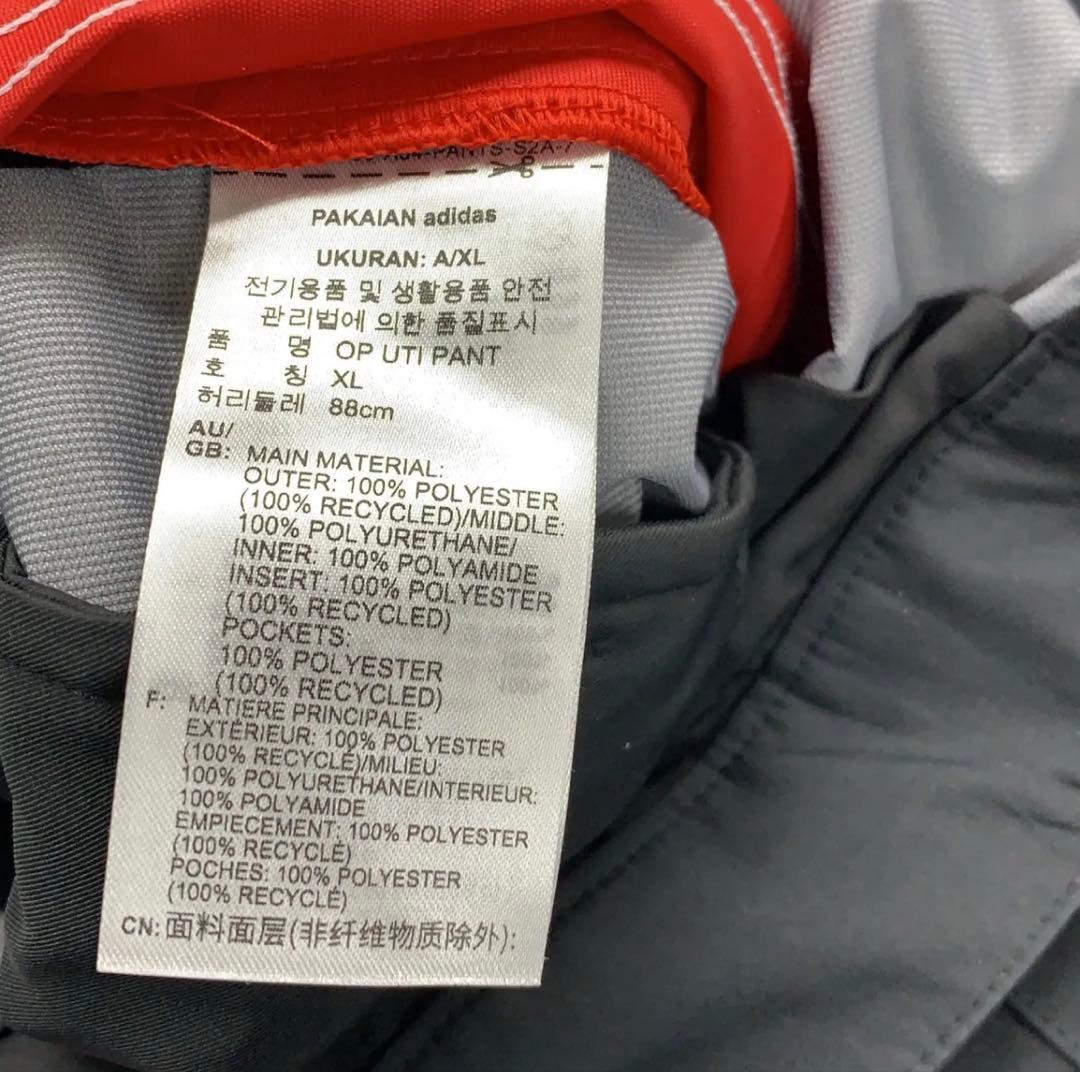 PANTS-S2A-7
PAKAIAN adidas
UKURAN: A/XL
전기용품 및 생활용품 안전
관리법에 의한 품질표시
품 명 OP UTI PANT
호 칭 XL
허리둘레 88cm
AU/
GB: MAIN MATERIAL:
OUTER: 100% POLYESTER
(100% RECYCLED)/MIDDLE:
100% POLYURETHANE/
INNER: 100% POLYAMIDE
INSERT: 100% POLYESTER
(100% RECYCLED)
POCKETS:
100% POLYESTER
(100% RECYCLED)
F: MATIERE PRINCIPALE:
EXTÉRIEUR: 100% POLYESTER
(100% RECYCLÉ)/MILIEU:
100% POLYURETHANE/INTERIEUR:
100% POLYAMIDE
EMPIECEMENT: 100% POLYESTER
(100% RECYCLÉ)
POCHES: 100% POLYESTER
(100% RECYCLÉ)
CN: 面料面层(非纤维物质除外):